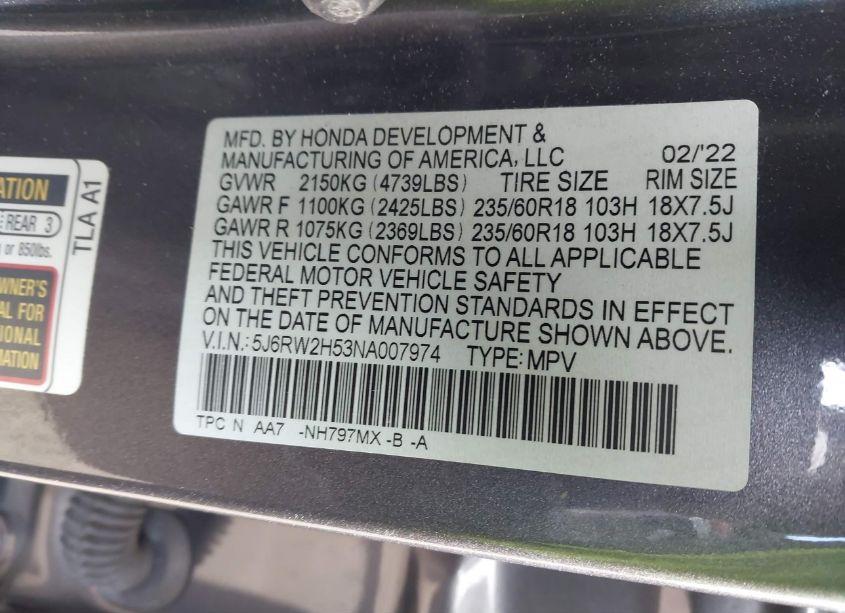 ATION
REAR 3
or 850lbs.
WNER'S
AL FOR
IONAL
MATION
TLA A1
MFD. BY HONDA DEVELOPMENT &
MANUFACTURING OF AMERICA, LLC 02/'22
GVWR 2150KG (4739LBS) TIRE SIZE RIM SIZE
GAWR F 1100KG (2425LBS) 235/60R18 103H 18X7.5J
GAWR R 1075KG (2369LBS) 235/60R18 103H 18X7.5J
THIS VEHICLE CONFORMS TO ALL APPLICABLE
FEDERAL MOTOR VEHICLE SAFETY
AND THEFT PREVENTION STANDARDS IN EFFECT
ON THE DATE OF MANUFACTURE SHOWN ABOVE.
V.I.N.: 5J6RW2H53NA007974 TYPE: MPV
TPC N AA7 -NH797MX -B -A